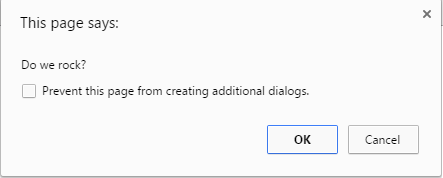 This page says:
Do we rock?
Prevent this page from creating additional dialogs.
OK Cancel